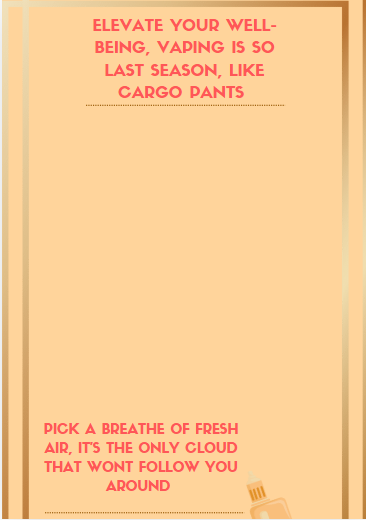 ELEVATE YOUR WELL-
BEING, VAPING IS SO
LAST SEASON, LIKE
CARGO PANTS
PICK A BREATHE OF FRESH
AIR, IT'S THE ONLY CLOUD
THAT WONT FOLLOW YOU
AROUND